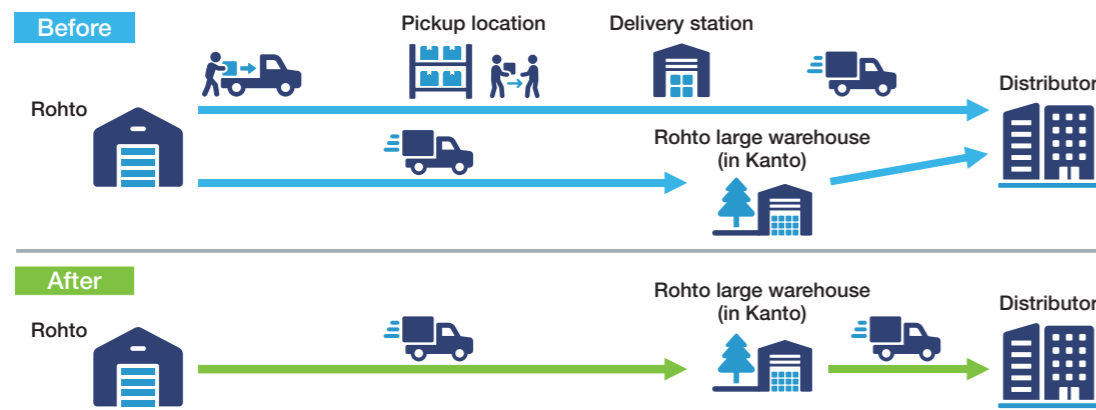 Before
Pickup location
Delivery station
Distributor
Rohto
Rohto large warehouse
(in Kanto)
After
Rohto large warehouse
(in Kanto)
Distributor
Rohto